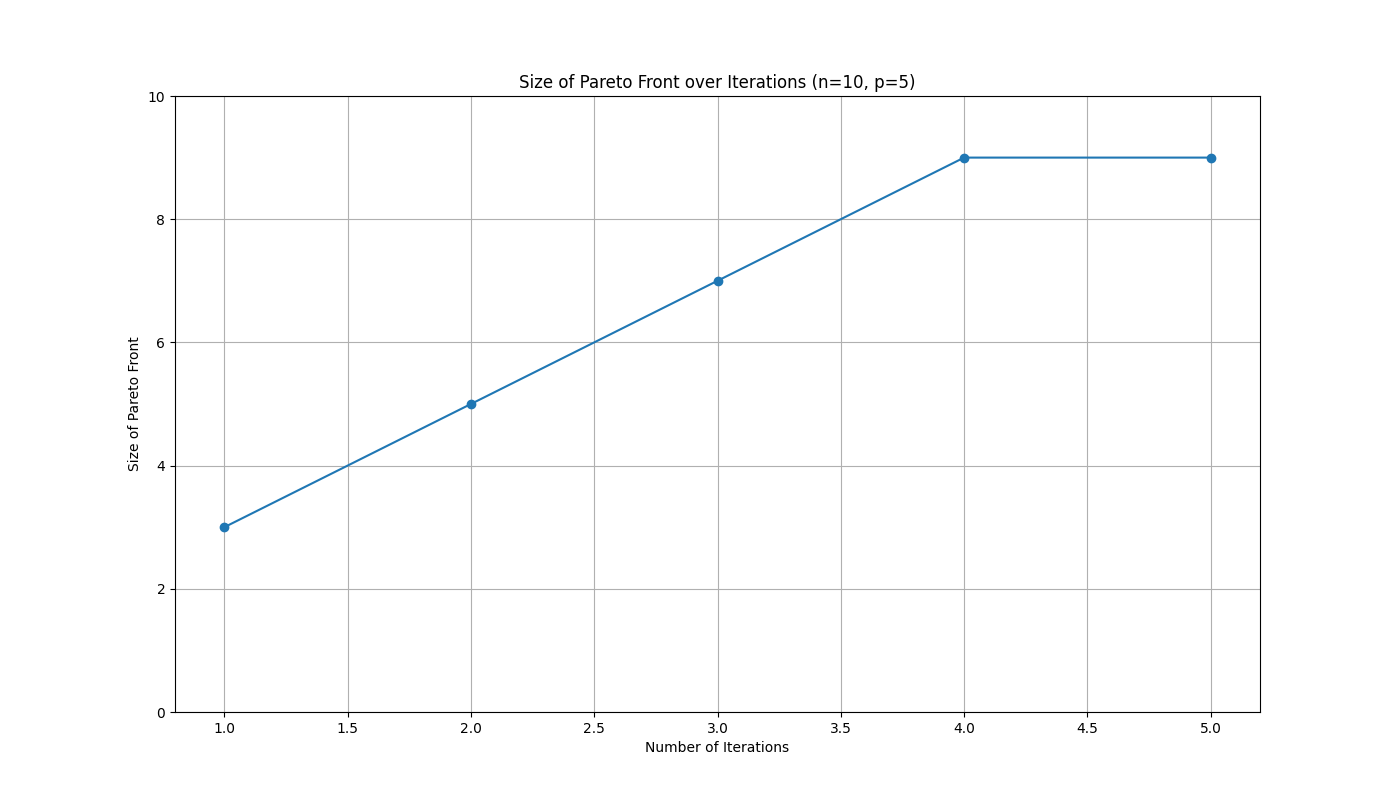 Size of Pareto Front over Iterations (n=10, p=5)
10
8
6
4
2
0
Size of Pareto Front
1.0 1.5 2.0 2.5 3.0 3.5 4.0 4.5 5.0
Number of Iterations